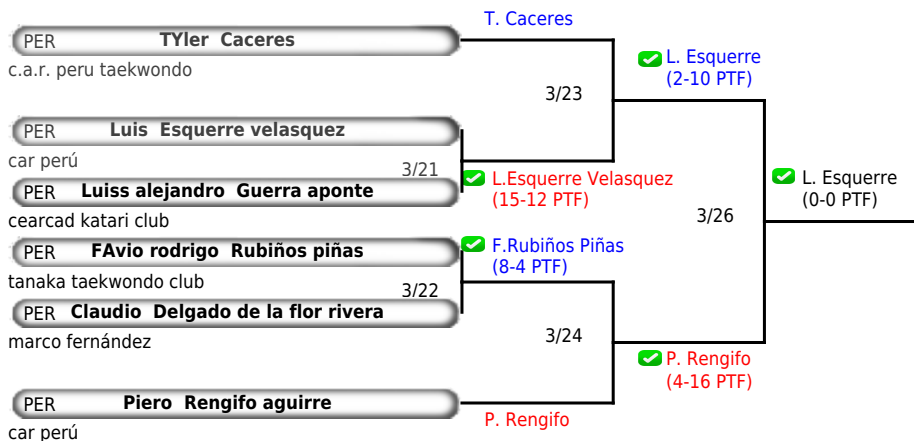 T. Caceres
PER TYler Caceres
c.a.r. peru taekwondo
L. Esquerre
(2-10 PTF)
3/23
PER Luis Esquerre velasquez
car perú
3/21
L.Esquerre Velasquez
(15-12 PTF)
PER Luiss alejandro Guerra aponte
cearcad katari club
L. Esquerre
(0-0 PTF)
3/26
PER FAvio rodrigo Rubiños piñas
tanaka taekwondo club
F.Rubiños Piñas
(8-4 PTF)
3/22
PER Claudio Delgado de la flor rivera
marco fernández
3/24
P. Rengifo
(4-16 PTF)
PER Piero Rengifo aguirre
car perú
P. Rengifo